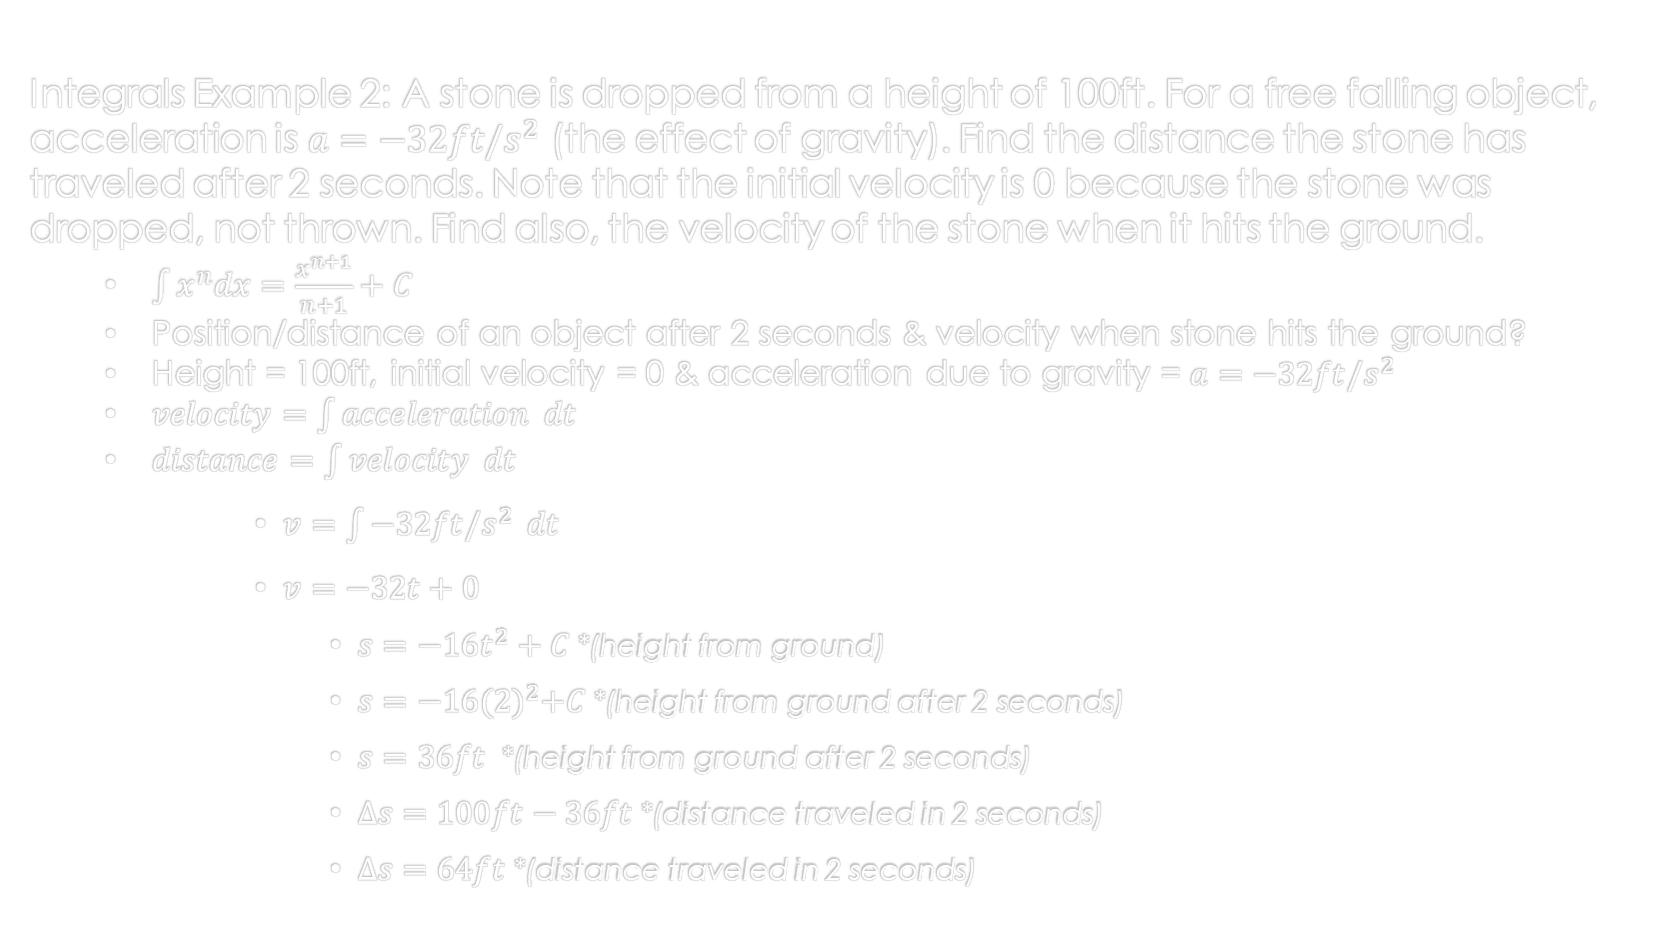 Integrals Example 2: A stone is dropped from a height of 100ft. For a free falling object,
acceleration is a = −32ft/s² (the effect of gravity). Find the distance the stone has
traveled after 2 seconds. Note that the initial velocity is 0 because the stone was
dropped, not thrown. Find also, the velocity of the stone when it hits the ground.
• ∫ xⁿdx = xⁿ⁺¹/n+1 + C
• Position/distance of an object after 2 seconds & velocity when stone hits the ground?
• Height = 100ft, initial velocity = 0 & acceleration due to gravity = a = −32ft/s²
• velocity = ∫ acceleration dt
• distance = ∫ velocity dt
• v = ∫ −32ft/s² dt
• v = −32t + 0
• s = −16t² + C *(height from ground)
• s = −16(2)²+C *(height from ground after 2 seconds)
• s = 36ft *(height from ground after 2 seconds)
• Δs = 100ft − 36ft *(distance traveled in 2 seconds)
• Δs = 64ft *(distance traveled in 2 seconds)